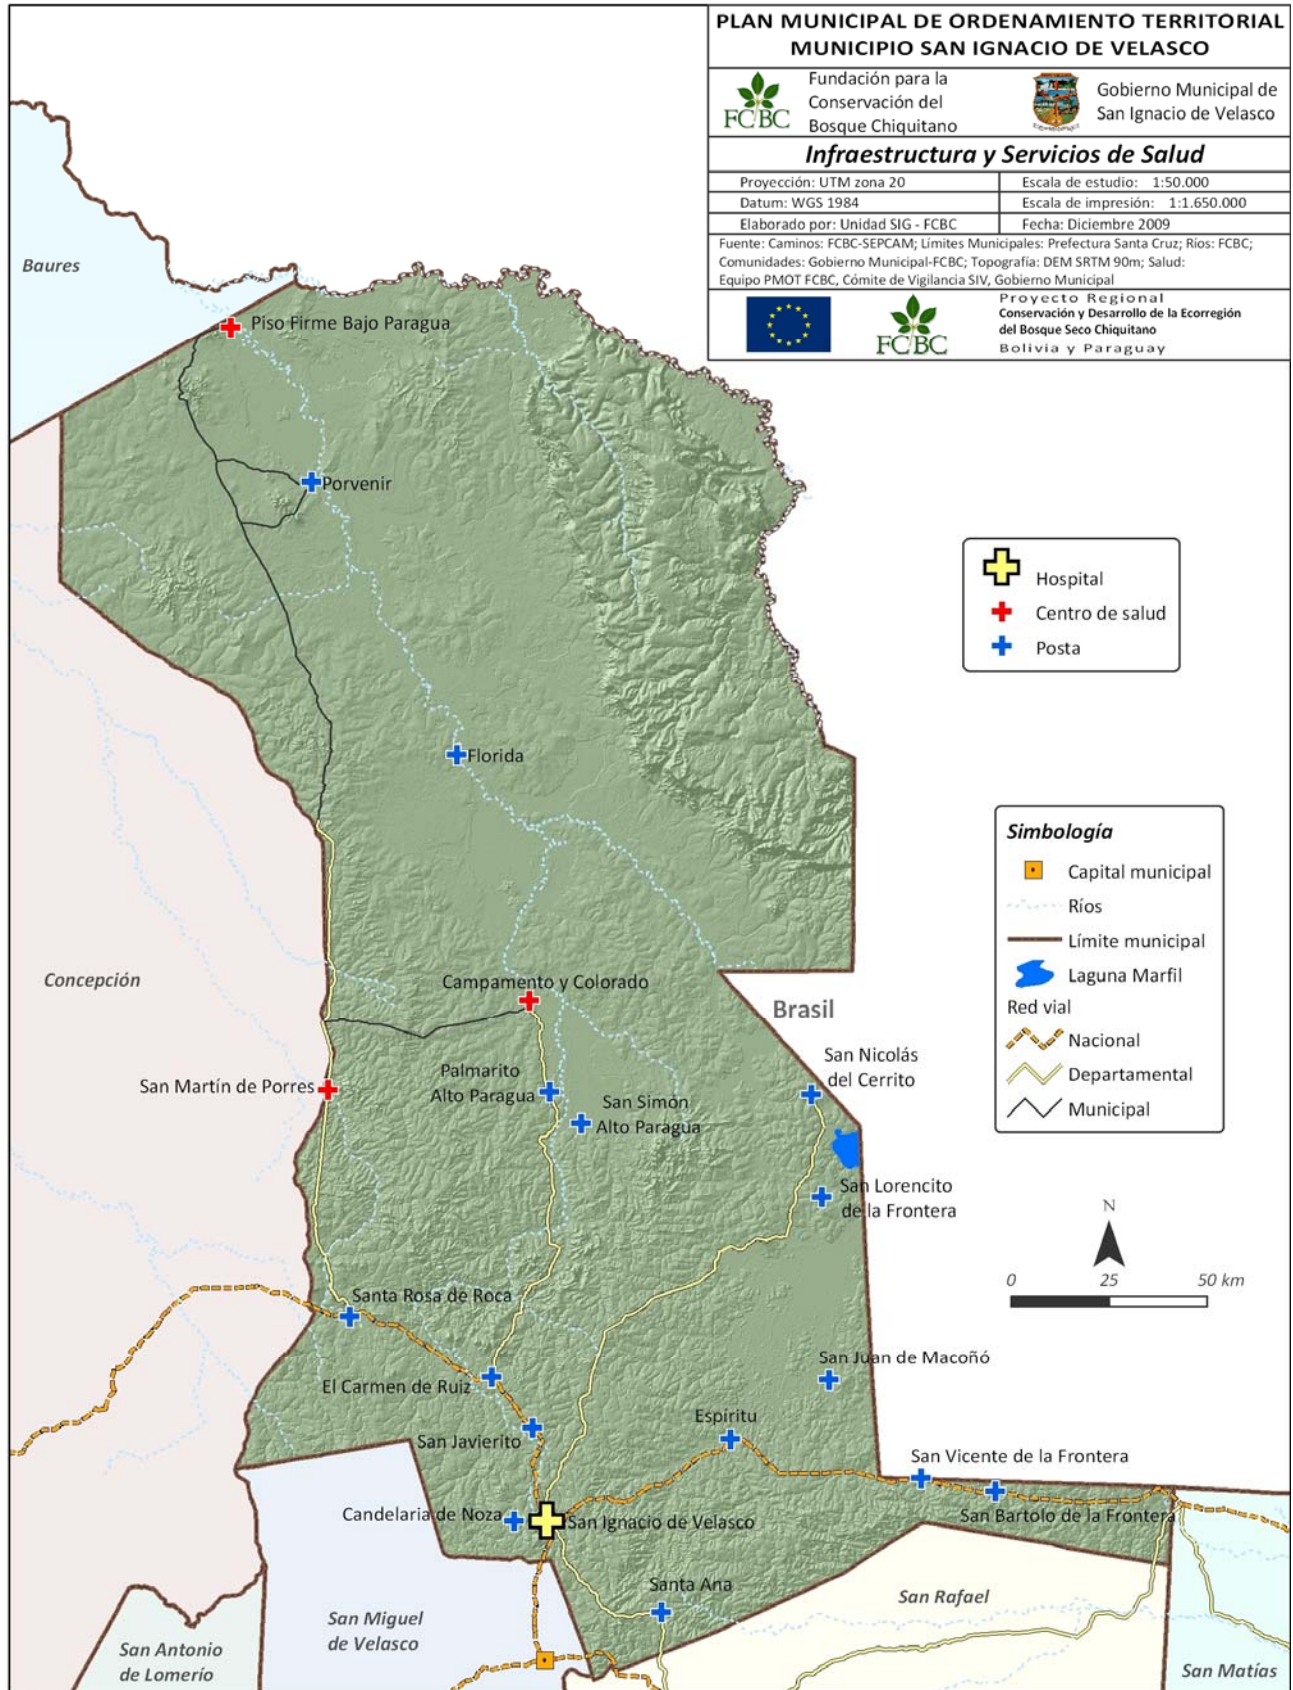 PLAN MUNICIPAL DE ORDENAMIENTO TERRITORIAL
MUNICIPIO SAN IGNACIO DE VELASCO
FCBC
Fundación para la
Conservación del
Bosque Chiquitano
Gobierno Municipal de
San Ignacio de Velasco
Infraestructura y Servicios de Salud
Proyección: UTM zona 20
Escala de estudio: 1:50.000
Datum: WGS 1984
Escala de impresión: 1:1.650.000
Elaborado por: Unidad SIG - FCBC
Fecha: Diciembre 2009
Fuente: Caminos: FCBC-SEPCAM; Límites Municipales: Prefectura Santa Cruz; Ríos: FCBC;
Comunidades: Gobierno Municipal-FCBC; Topografía: DEM SRTM 90m; Salud:
Equipo PMOT FCBC, Cómite de Vigilancia SIV, Gobierno Municipal
FCBC
Proyecto Regional
Conservación y Desarrollo de la Ecorregión
del Bosque Seco Chiquitano
Bolivia y Paraguay
Baures
Piso Firme Bajo Paragua
Porvenir
Hospital
Centro de salud
Posta
Florida
Simbología
Capital municipal
Ríos
Límite municipal
Laguna Marfil
Red vial
Nacional
Departamental
Municipal
Concepción
Campamento y Colorado
Brasil
San Martín de Porres
Palmarito
Alto Paragua
San Simón
Alto Paragua
San Nicolás
del Cerrito
San Lorencito
de la Frontera
N
0 25 50 km
Santa Rosa de Roca
San Juan de Macoñó
El Carmen de Ruiz
Espíritu
San Javierito
San Vicente de la Frontera
Candelaria de Noza
San Ignacio de Velasco
San Bartolo de la Frontera
Santa Ana
San Rafael
San Miguel
de Velasco
San Antonio
de Lomerío
San Matías